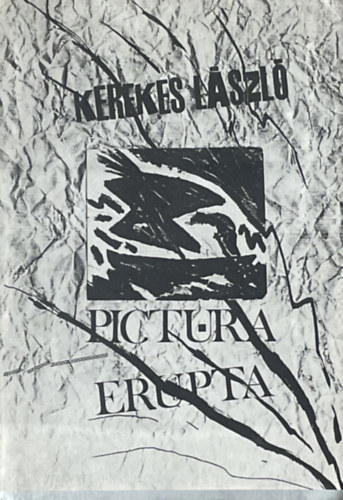 KEREKES LÁSZLÓ
PICTURA
ERUPTA